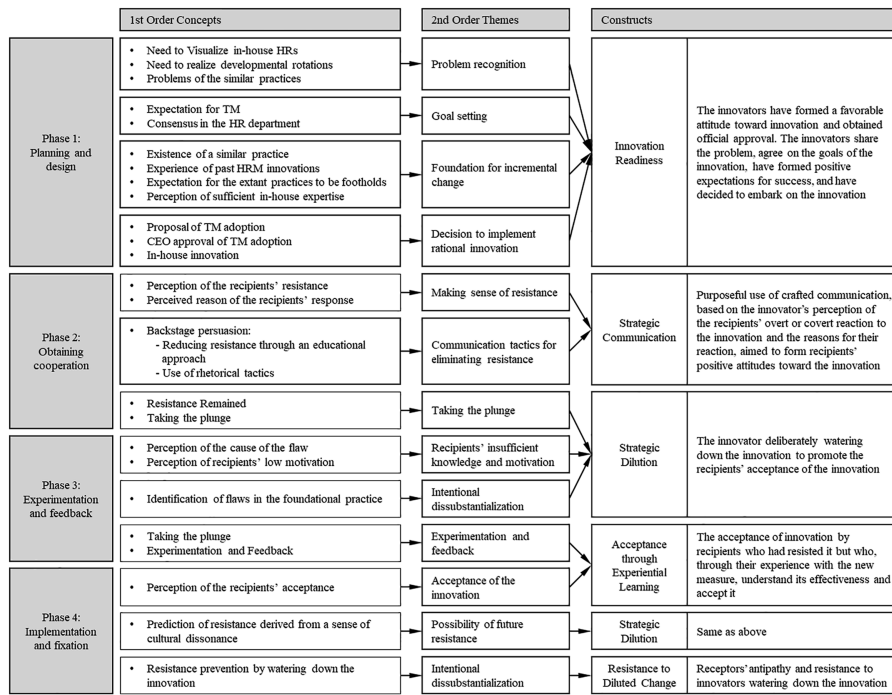 1st Order Concepts
2nd Order Themes
Constructs
Phase 1:
Planning and
design
• Need to Visualize in-house HRs
• Need to realize developmental rotations
• Problems of the similar practices
Problem recognition
• Expectation for TM
• Consensus in the HR department
Goal setting
• Existence of a similar practice
• Experience of past HRM innovations
• Expectation for the extant practices to be footholds
• Perception of sufficient in-house expertise
Foundation for incremental
change
• Proposal of TM adoption
• CEO approval of TM adoption
• In-house innovation
Decision to implement
rational innovation
Innovation
Readiness
The innovators have formed a favorable
attitude toward innovation and obtained
official approval. The innovators share
the problem, agree on the goals of the
innovation, have formed positive
expectations for success, and have
decided to embark on the innovation
Phase 2:
Obtaining
cooperation
• Perception of the recipients' resistance
• Perceived reason of the recipients' response
Making sense of resistance
• Backstage persuasion:
- Reducing resistance through an educational
approach
- Use of rhetorical tactics
Communication tactics for
eliminating resistance
Strategic
Communication
Purposeful use of crafted communication,
based on the innovator's perception of
the recipients' overt or covert reaction to
the innovation and the reasons for their
reaction, aimed to form recipients'
positive attitudes toward the innovation
• Resistance Remained
• Taking the plunge
Taking the plunge
Phase 3:
Experimentation
and feedback
• Perception of the cause of the flaw
• Perception of recipients' low motivation
Recipients' insufficient
knowledge and motivation
• Identification of flaws in the foundational practice
Intentional
dissubstantialization
Strategic
Dilution
The innovator deliberately watering
down the innovation to promote the
recipients' acceptance of the innovation
• Taking the plunge
• Experimentation and Feedback
Experimentation and
feedback
Phase 4:
Implementation
and fixation
• Perception of the recipients' acceptance
Acceptance of the
innovation
Acceptance
through
Experiential
Learning
The acceptance of innovation by
recipients who had resisted it but who,
through their experience with the new
measure, understand its effectiveness and
accept it
• Prediction of resistance derived from a sense of
cultural dissonance
Possibility of future
resistance
Strategic
Dilution
Same as above
• Resistance prevention by watering down the
innovation
Intentional
dissubstantialization
Resistance to
Diluted Change
Receptors' antipathy and resistance to
innovators watering down the innovation